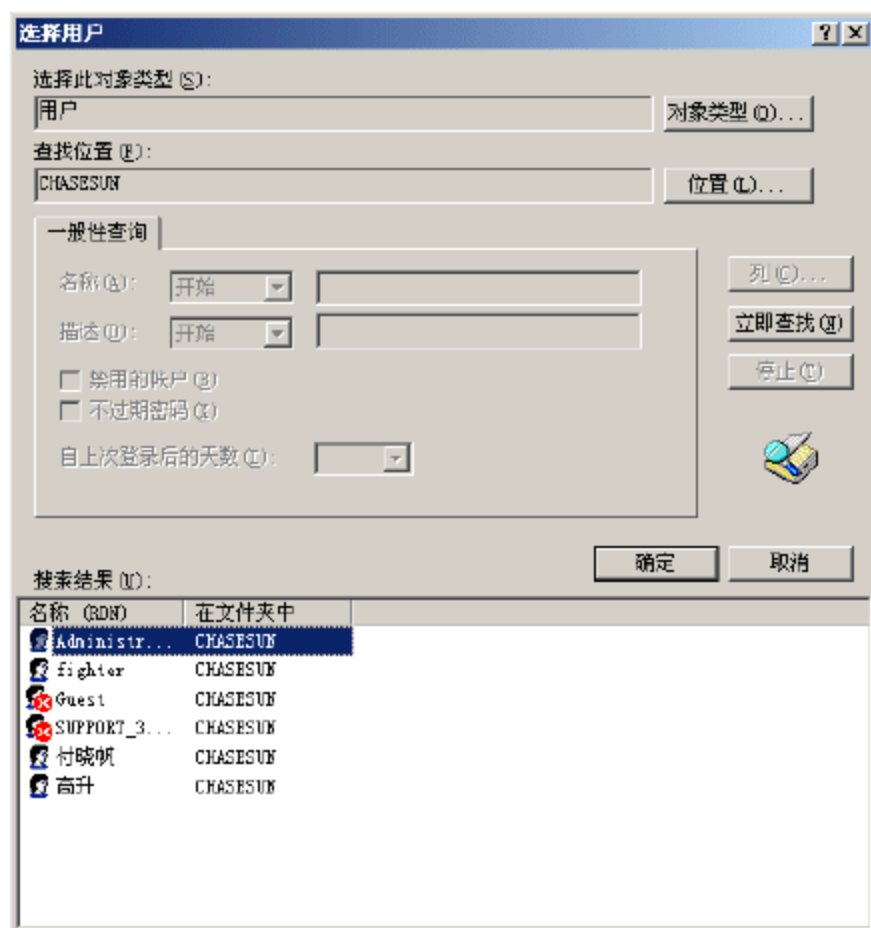 选择用户
选择此对象类型(S):
用户 对象类型(O)...
查找位置(F):
CHASESUN 位置(L)...
一般性查询
名称(A): 开始 列(C)...
描述(D): 开始 立即查找(N)
禁用的帐户(B) 停止(T)
不过期密码(X)
自上次登录后的天数(I):
确定 取消
搜索结果(U):
名称 (RDN) 在文件夹中
Administr... CHASESUN
fighter CHASESUN
Guest CHASESUN
SUPPORT_3... CHASESUN
付晓帆 CHASESUN
高升 CHASESUN